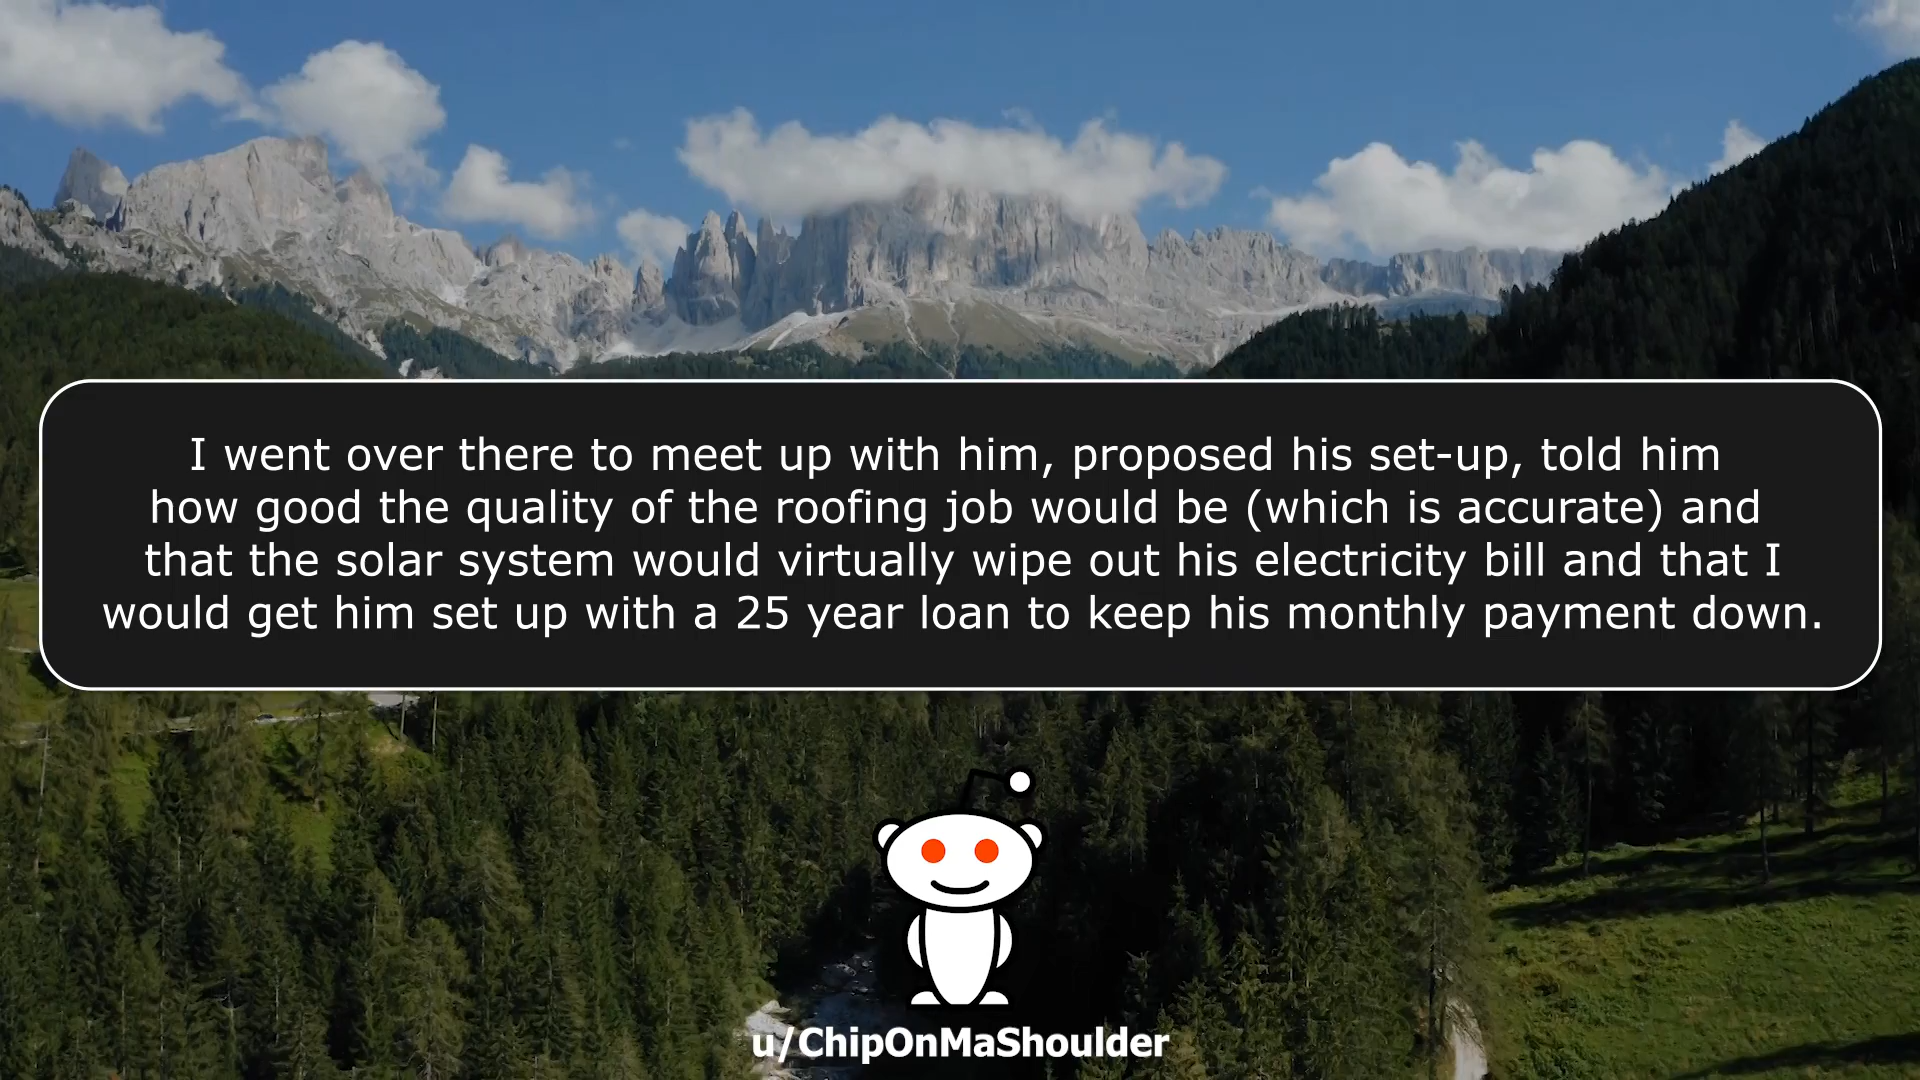 I went over there to meet up with him, proposed his set-up, told him
how good the quality of the roofing job would be (which is accurate) and
that the solar system would virtually wipe out his electricity bill and that I
would get him set up with a 25 year loan to keep his monthly payment down.
u/ChipOnMaShoulder